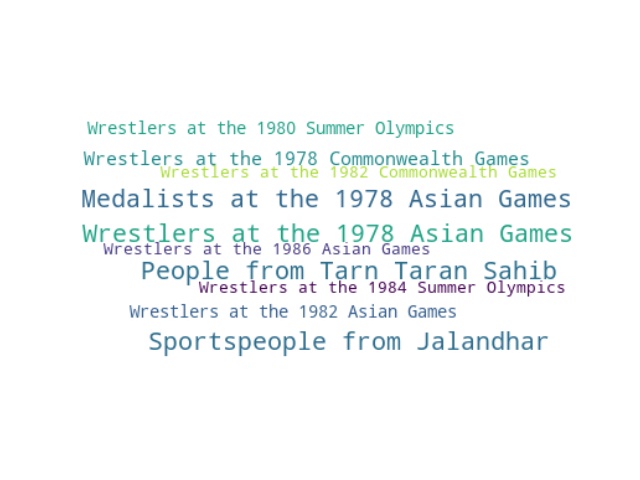 Wrestlers at the 1980 Summer Olympics
Wrestlers at the 1978 Commonwealth Games
Wrestlers at the 1982 Commonwealth Games
Medalists at the 1978 Asian Games
Wrestlers at the 1978 Asian Games
Wrestlers at the 1986 Asian Games
People from Tarn Taran Sahib
Wrestlers at the 1984 Summer Olympics
Wrestlers at the 1982 Asian Games
Sportspeople from Jalandhar